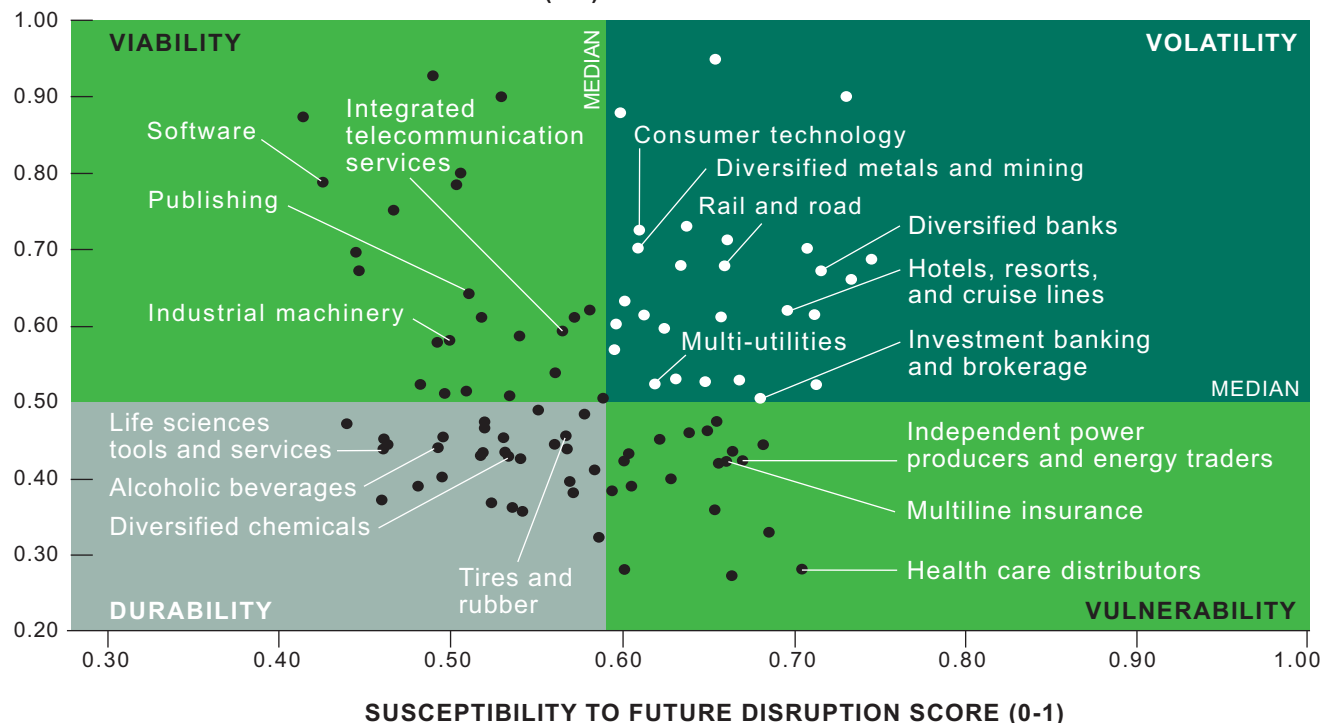 1.00
0.90
0.80
0.70
0.60
0.50
0.40
0.30
0.20
VIABILITY
MEDIAN
VOLATILITY
Software
Integrated
telecommunication
services
Publishing
Industrial machinery
Consumer technology
Diversified metals and mining
Rail and road
Diversified banks
Hotels, resorts,
and cruise lines
Multi-utilities
Investment banking
and brokerage
MEDIAN
Life sciences
tools and services
Alcoholic beverages
Diversified chemicals
Tires and
rubber
DURABILITY
Independent power
producers and energy traders
Multiline insurance
Health care distributors
VULNERABILITY
0.30 0.40 0.50 0.60 0.70 0.80 0.90 1.00
SUSCEPTIBILITY TO FUTURE DISRUPTION SCORE (0-1)